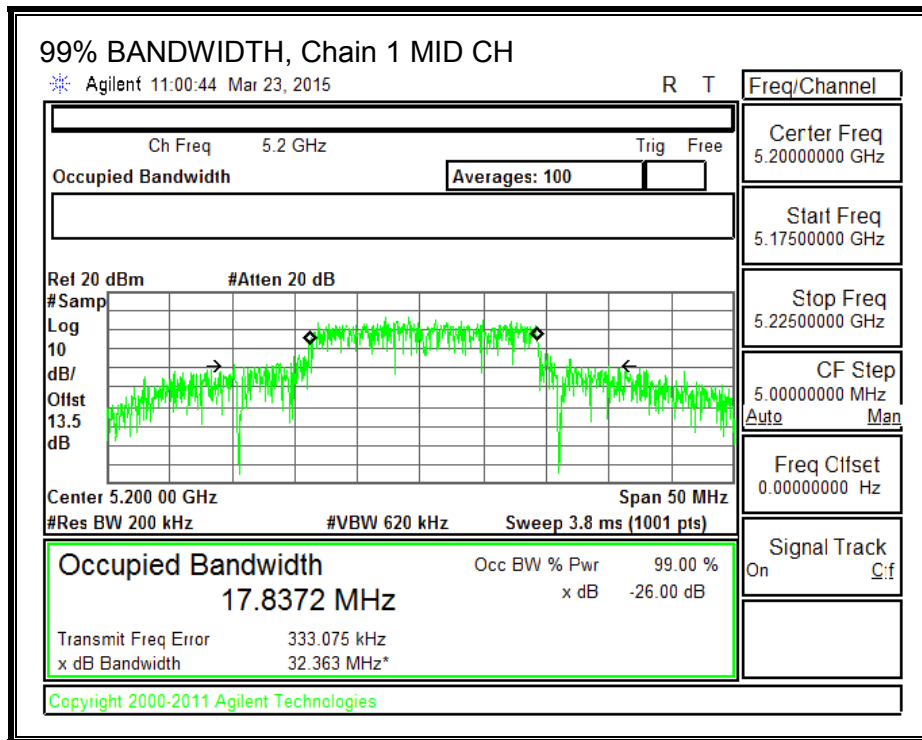 99% BANDWIDTH, Chain 1 MID CH
Agilent 11:00:44 Mar 23, 2015 R T
Freq/Channel
Ch Freq 5.2 GHz Trig Free
Occupied Bandwidth Averages: 100
Center Freq
5.20000000 GHz
Start Freq
5.17500000 GHz
Stop Freq
5.22500000 GHz
CF Step
5.00000000 MHz
Auto Man
Freq Offset
0.00000000 Hz
Signal Track
On Off
Ref 20 dBm #Atten 20 dB
#Samp
Log
10
dB/
Offst
13.5
dB
Center 5.200 00 GHz Span 50 MHz
#Res BW 200 kHz #VBW 620 kHz Sweep 3.8 ms (1001 pts)
Occupied Bandwidth
17.8372 MHz
Occ BW % Pwr 99.00 %
x dB -26.00 dB
Transmit Freq Error 333.075 kHz
x dB Bandwidth 32.363 MHz*
Copyright 2000-2011 Agilent Technologies